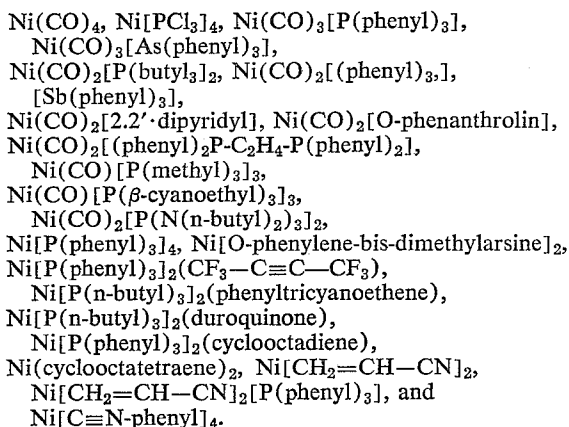 Ni(CO)₄, Ni[PCl₃]₄, Ni(CO)₃[P(phenyl)₃],
Ni(CO)₃[As(phenyl)₃],
Ni(CO)₂[P(butyl₃]₂, Ni(CO)₂[(phenyl)₃,],
[Sb(phenyl)₃],
Ni(CO)₂[2.2′·dipyridyl], Ni(CO)₂[O-phenanthrolin],
Ni(CO)₂[(phenyl)₂P-C₂H₄-P(phenyl)₂],
Ni(CO)[P(methyl)₃]₃,
Ni(CO)[P(β-cyanoethyl)₃]₃,
Ni(CO)₂[P(N(n-butyl)₂)₃]₂,
Ni[P(phenyl)₃]₄, Ni[O-phenylene-bis-dimethylarsine]₂,
Ni[P(phenyl)₃]₂(CF₃—C≡C—CF₃),
Ni[P(n-butyl)₃]₂(phenyltricyanoethene),
Ni[P(n-butyl)₃]₂(duroquinone),
Ni[P(phenyl)₃]₂(cyclooctadiene),
Ni(cyclooctatetraene)₂, Ni[CH₂=CH—CN]₂,
Ni[CH₂=CH—CN]₂[P(phenyl)₃], and
Ni[C≡N-phenyl]₄.